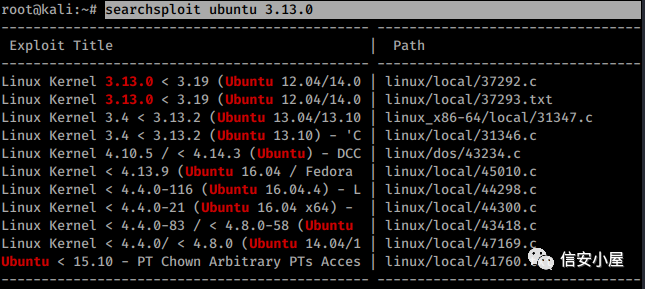 root@kali:~# searchsploit ubuntu 3.13.0
Exploit Title | Path
Linux Kernel 3.13.0 < 3.19 (Ubuntu 12.04/14.0 | linux/local/37292.c
Linux Kernel 3.13.0 < 3.19 (Ubuntu 12.04/14.0 | linux/local/37293.txt
Linux Kernel 3.4 < 3.13.2 (Ubuntu 13.04/13.10 | linux_x86-64/local/31347.c
Linux Kernel 3.4 < 3.13.2 (Ubuntu 13.10) - 'C | linux/local/31346.c
Linux Kernel 4.10.5 / < 4.14.3 (Ubuntu) - DCC | linux/dos/43234.c
Linux Kernel < 4.13.9 (Ubuntu 16.04 / Fedora | linux/local/45010.c
Linux Kernel < 4.4.0-116 (Ubuntu 16.04.4) - L | linux/local/44298.c
Linux Kernel < 4.4.0-21 (Ubuntu 16.04 x64) - | linux/local/44300.c
Linux Kernel < 4.4.0-83 / < 4.8.0-58 (Ubuntu | linux/local/43418.c
Linux Kernel < 4.4.0/ < 4.8.0 (Ubuntu 14.04/1 | linux/local/47169.c
Ubuntu < 15.10 - PT Chown Arbitrary PTs Acces | linux/local/41760.
信安小屋